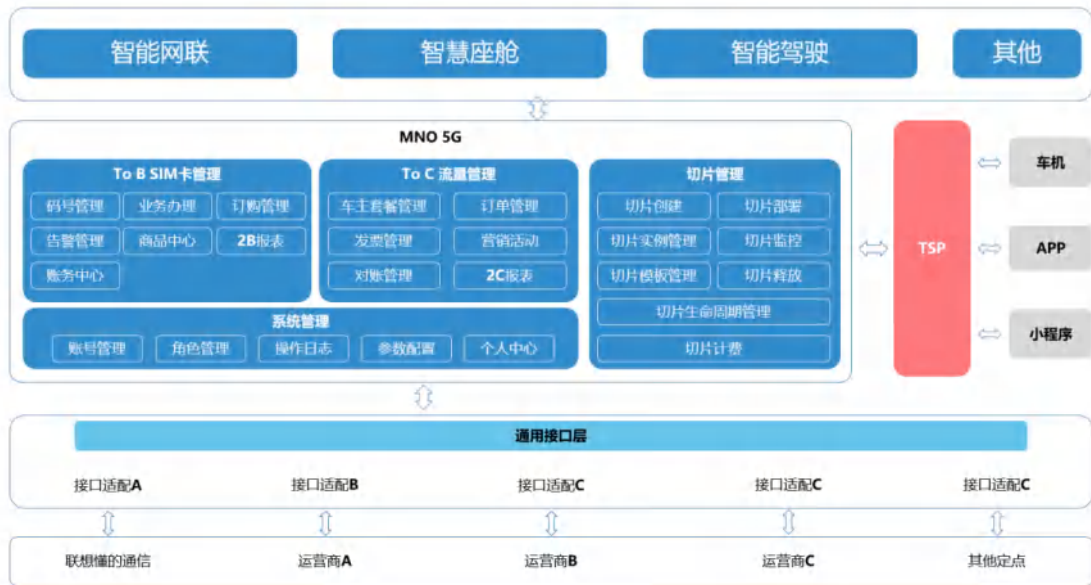 智能网联 智慧座舱 智能驾驶 其他
MNO 5G
To B SIM卡管理 To C 流量管理 切片管理
码号管理 业务办理 订购管理 车主套餐管理 订单管理 切片创建 切片部署
告警管理 商品中心 2B报表 发票管理 营销活动 切片实例管理 切片监控
账务中心 对账管理 2C报表 切片模板管理 切片释放
切片生命周期管理
系统管理
账号管理 角色管理 操作日志 参数配置 个人中心 切片计费
TSP
车机
APP
小程序
通用接口层
接口适配A 接口适配B 接口适配C 接口适配C 接口适配C
联想懂的通信 运营商A 运营商B 运营商C 其他定点